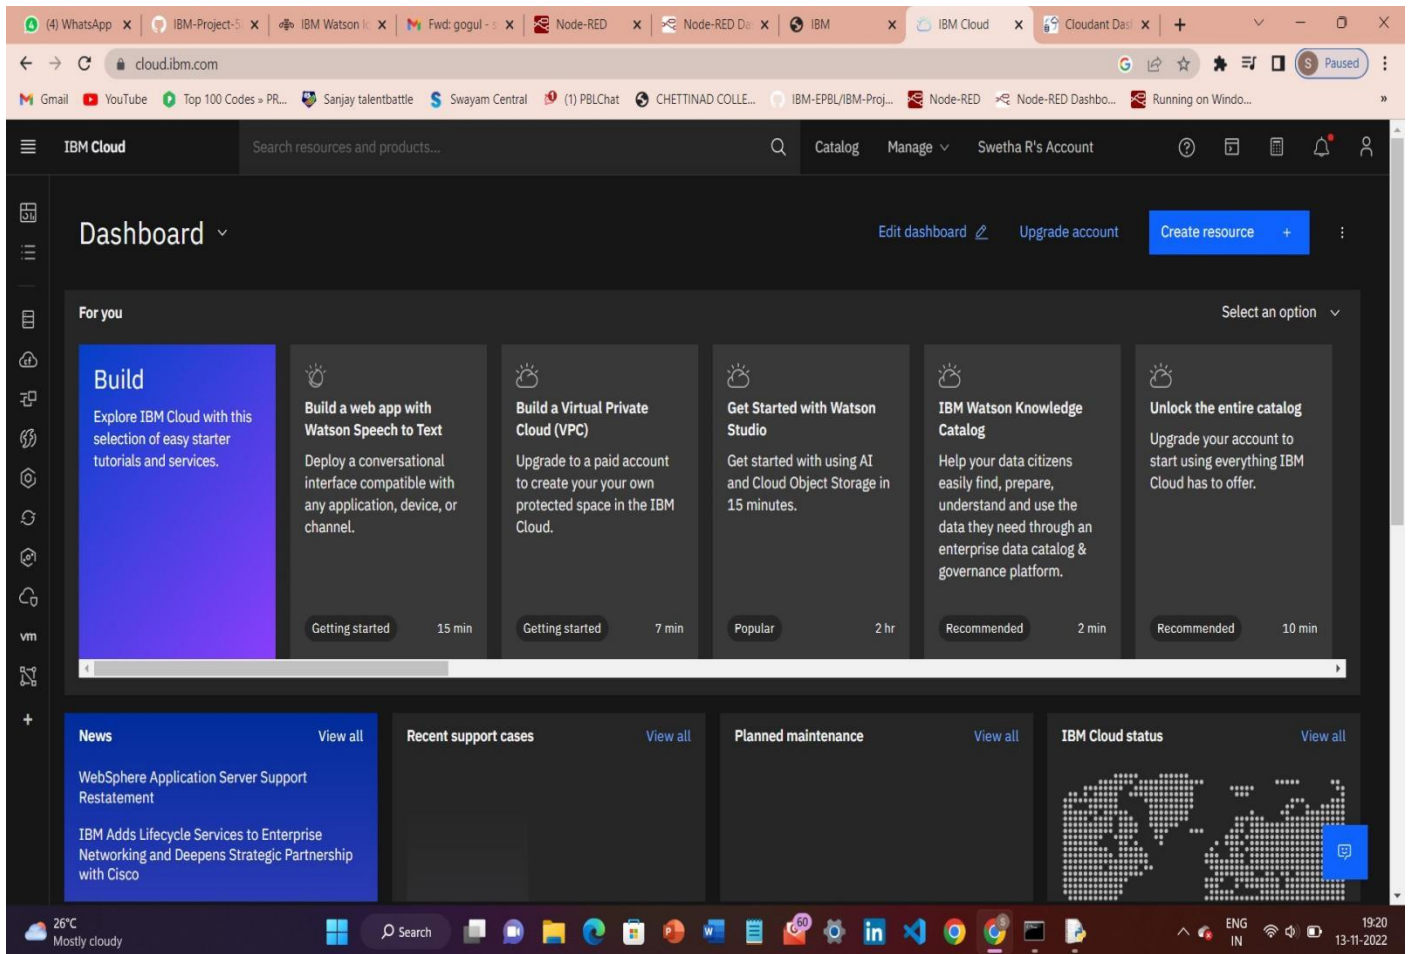 (4) WhatsApp
IBM-Project-5
IBM Watson Io
Fwd: gogul - s
Node-RED
Node-RED Da
IBM
IBM Cloud
Cloudant Das
cloud.ibm.com
S Paused
Gmail
YouTube
Top 100 Codes » PR...
Sanjay talentbattle
Swayam Central
(1) PBLChat
CHETTINAD COLLE...
IBM-EPBL/IBM-Proj...
Node-RED
Node-RED Dashbo...
Running on Windo...
»
IBM Cloud
Search resources and products...
Catalog
Manage
Swetha R's Account
Dashboard
Edit dashboard
Upgrade account
Create resource +
For you
Select an option
Build
Explore IBM Cloud with this
selection of easy starter
tutorials and services.
Build a web app with
Watson Speech to Text
Deploy a conversational
interface compatible with
any application, device, or
channel.
Getting started 15 min
Build a Virtual Private
Cloud (VPC)
Upgrade to a paid account
to create your your own
protected space in the IBM
Cloud.
Getting started 7 min
Get Started with Watson
Studio
Get started with using AI
and Cloud Object Storage in
15 minutes.
Popular 2 hr
IBM Watson Knowledge
Catalog
Help your data citizens
easily find, prepare,
understand and use the
data they need through an
enterprise data catalog &
governance platform.
Recommended 2 min
Unlock the entire catalog
Upgrade your account to
start using everything IBM
Cloud has to offer.
Recommended 10 min
vm
News View all
WebSphere Application Server Support
Restatement
IBM Adds Lifecycle Services to Enterprise
Networking and Deepens Strategic Partnership
with Cisco
Recent support cases View all
Planned maintenance View all
IBM Cloud status View all
26°C
Mostly cloudy
Search
60
ENG
IN
19:20
13-11-2022